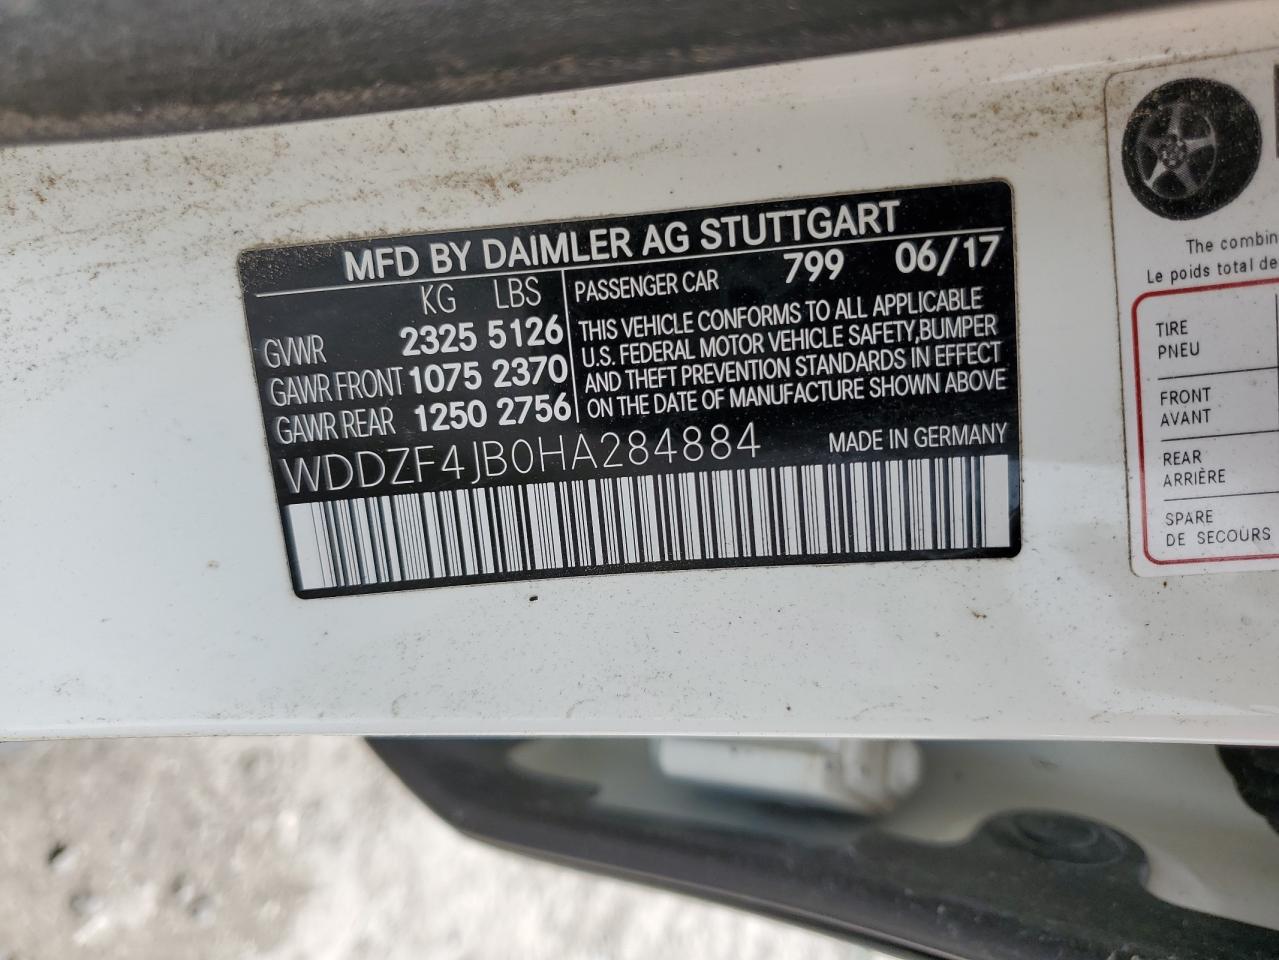 MFD BY DAIMLER AG STUTTGART
KG LBS
GVWR 2325 5126
GAWR FRONT 1075 2370
GAWR REAR 1250 2756
PASSENGER CAR 799 06/17
THIS VEHICLE CONFORMS TO ALL APPLICABLE
U.S. FEDERAL MOTOR VEHICLE SAFETY,BUMPER
AND THEFT PREVENTION STANDARDS IN EFFECT
ON THE DATE OF MANUFACTURE SHOWN ABOVE
WDDZF4JB0HA284884 MADE IN GERMANY
The combin
Le poids total de
TIRE
PNEU
FRONT
AVANT
REAR
ARRIÈRE
SPARE
DE SECOURS